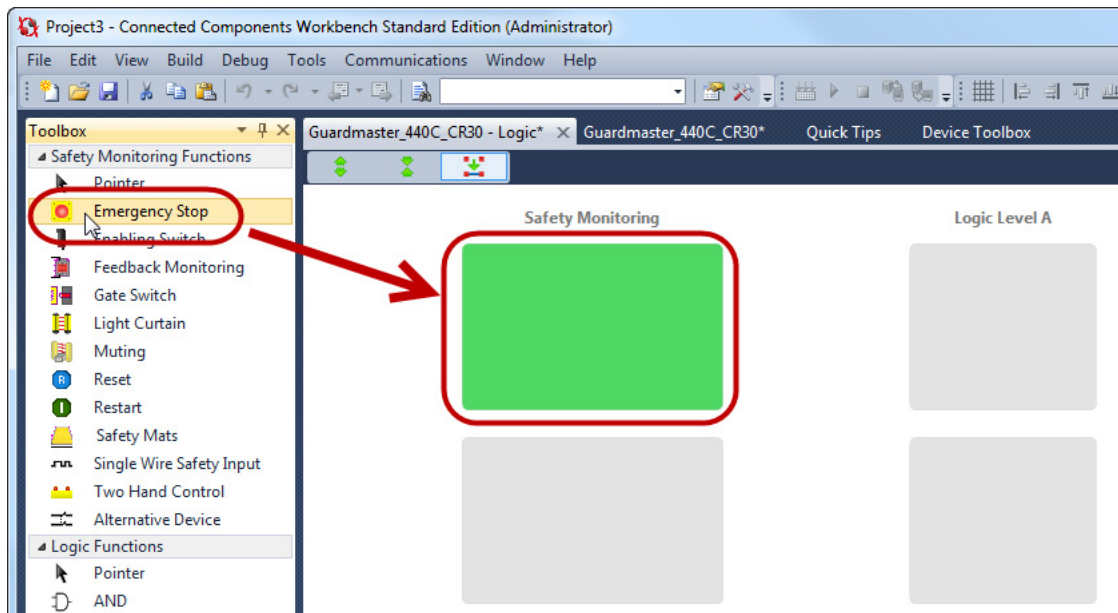 Project3 - Connected Components Workbench Standard Edition (Administrator)
File Edit View Build Debug Tools Communications Window Help
Toolbox
Guardmaster_440C_CR30 - Logic* Guardmaster_440C_CR30* Quick Tips Device Toolbox
Safety Monitoring Functions
Pointer
Emergency Stop
Enabling Switch
Feedback Monitoring
Gate Switch
Light Curtain
Muting
Reset
Restart
Safety Mats
Single Wire Safety Input
Two Hand Control
Alternative Device
Logic Functions
Pointer
AND
Safety Monitoring Logic Level A